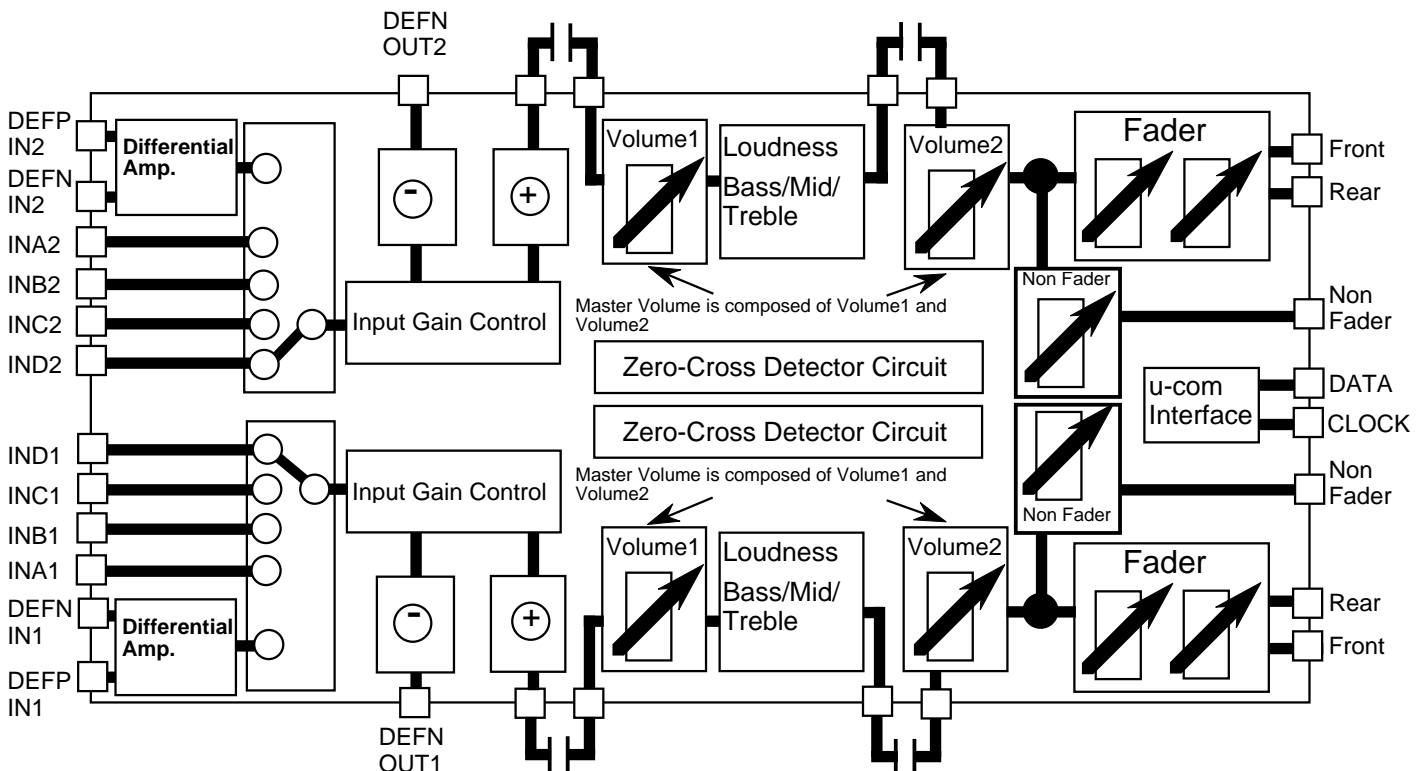 DEFN
OUT2
DEFP
IN2
DEFN
IN2
INA2
INB2
INC2
IND2
Differential
Amp.
-
+
Input Gain Control
Volume1
Loudness
Bass/Mid/
Treble
Volume2
Fader
Front
Rear
Non Fader
Non
Fader
Master Volume is composed of Volume1 and
Volume2
Zero-Cross Detector Circuit
u-com
Interface
DATA
CLOCK
Zero-Cross Detector Circuit
Master Volume is composed of Volume1 and
Volume2
Non Fader
Non
Fader
IND1
INC1
INB1
INA1
DEFN
IN1
DEFP
IN1
Differential
Amp.
Input Gain Control
-
+
Volume1
Loudness
Bass/Mid/
Treble
Volume2
Fader
Rear
Front
DEFN
OUT1